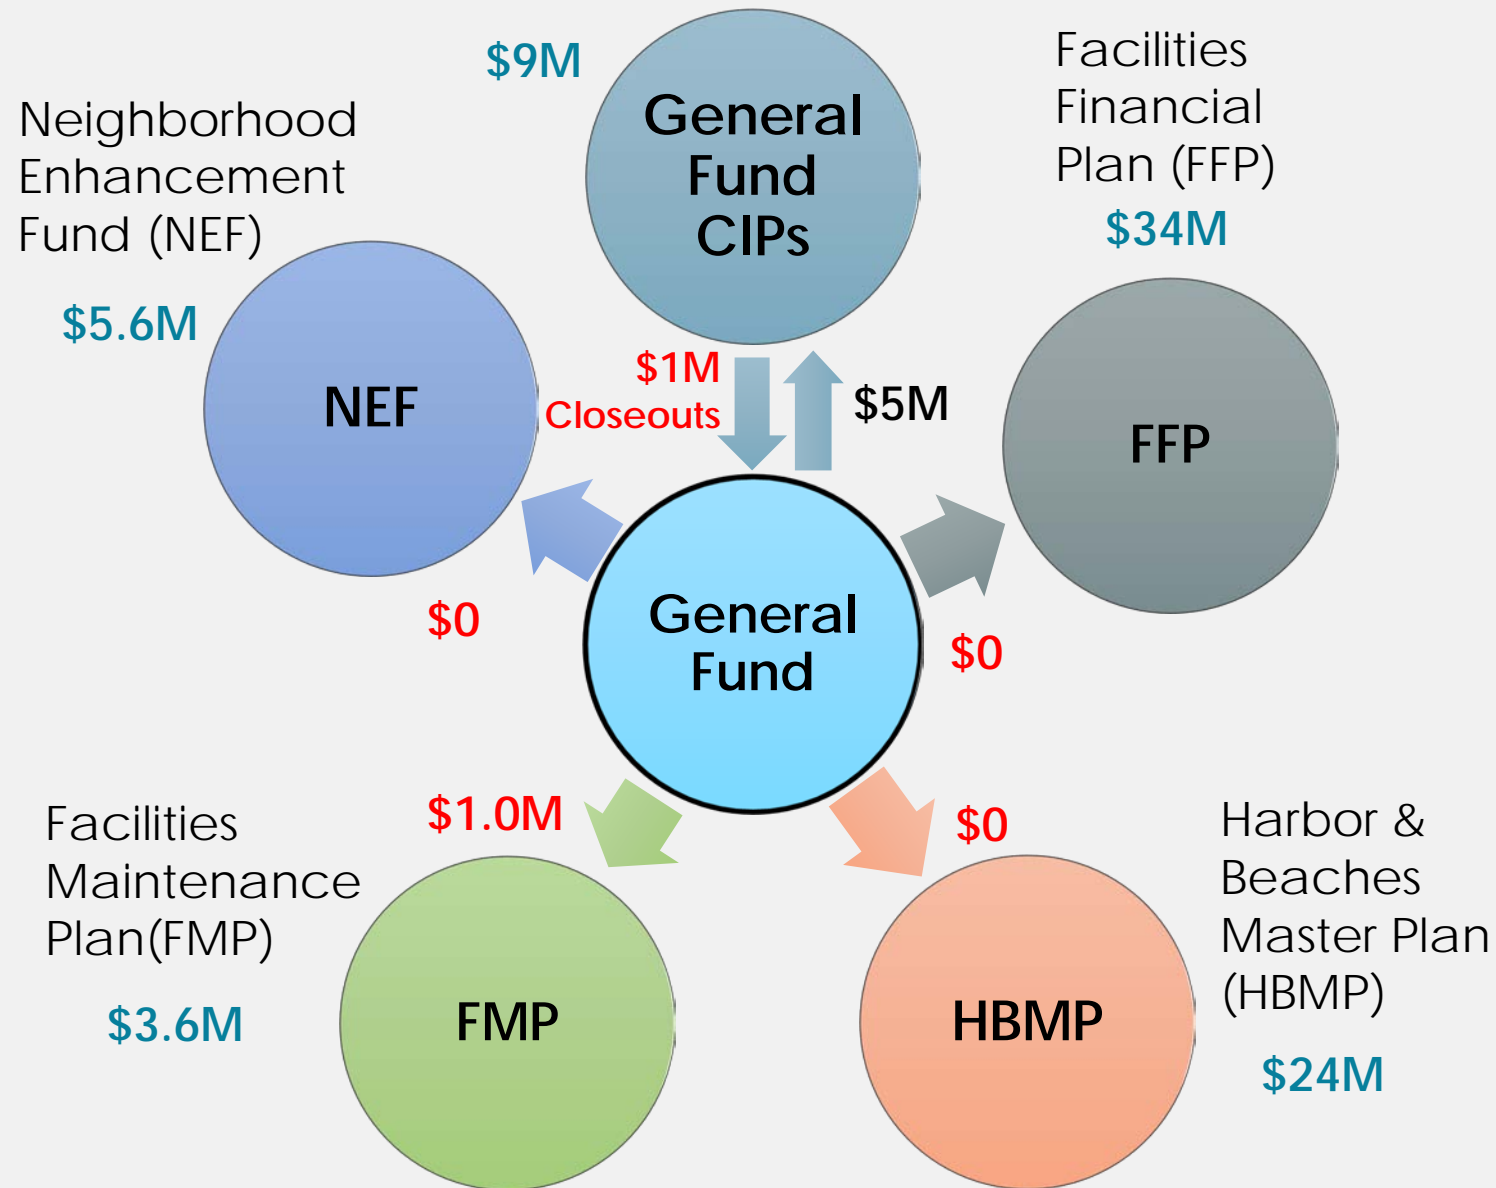 $9M
General
Fund
CIPs
Facilities
Financial
Plan (FFP)
$34M
Neighborhood
Enhancement
Fund (NEF)
$5.6M
NEF
$1M
Closeouts
$5M
FFP
$0
General
Fund
$0
Facilities
Maintenance
Plan(FMP)
$3.6M
$1.0M
FMP
$0
HBMP
Harbor &
Beaches
Master Plan
(HBMP)
$24M